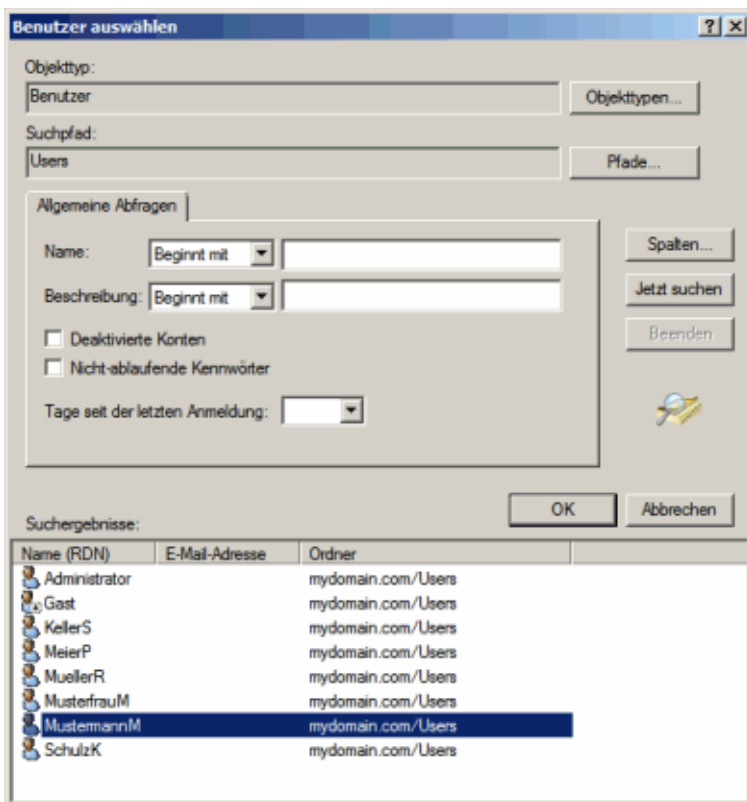 Benutzer auswählen
Objekttyp:
Benutzer
Objekttypen...
Suchpfad:
Users
Pfade...
Allgemeine Abfragen
Name: Beginnt mit
Spalten...
Beschreibung: Beginnt mit
Jetzt suchen
Deaktivierte Konten
Beenden
Nicht-ablaufende Kennwörter
Tage seit der letzten Anmeldung:
OK Abbrechen
Suchergebnisse:
Name (RDN) E-Mail-Adresse Ordner
Administrator mydomain.com/Users
Gast mydomain.com/Users
KellerS mydomain.com/Users
MeierP mydomain.com/Users
MuellerR mydomain.com/Users
MusterfrauM mydomain.com/Users
MustermannM mydomain.com/Users
SchulzK mydomain.com/Users